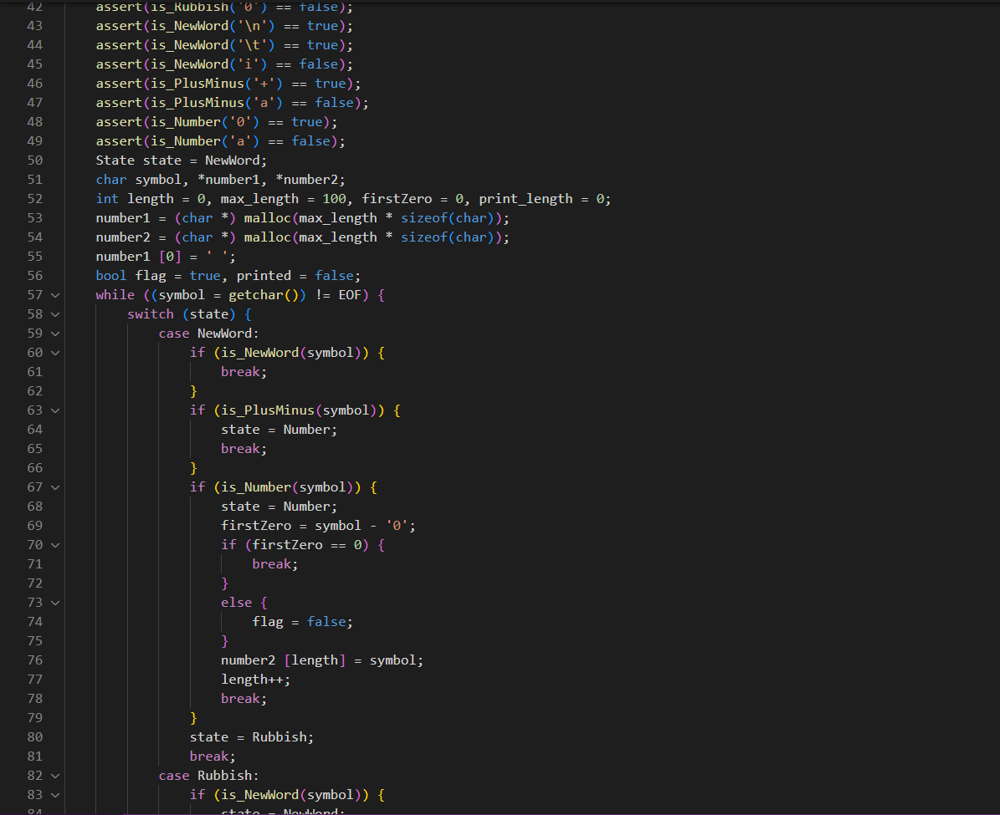 42 assert(is_Rubbish('0') == false);
43 assert(is_NewWord('\n') == true);
44 assert(is_NewWord('\t') == true);
45 assert(is_NewWord('i') == false);
46 assert(is_PlusMinus('+') == true);
47 assert(is_PlusMinus('a') == false);
48 assert(is_Number('0') == true);
49 assert(is_Number('a') == false);
50 State state = NewWord;
51 char symbol, *number1, *number2;
52 int length = 0, max_length = 100, firstZero = 0, print_length = 0;
53 number1 = (char *) malloc(max_length * sizeof(char));
54 number2 = (char *) malloc(max_length * sizeof(char));
55 number1 [0] = ' ';
56 bool flag = true, printed = false;
57 while ((symbol = getchar()) != EOF) {
58 switch (state) {
59 case NewWord:
60 if (is_NewWord(symbol)) {
61 break;
62 }
63 if (is_PlusMinus(symbol)) {
64 state = Number;
65 break;
66 }
67 if (is_Number(symbol)) {
68 state = Number;
69 firstZero = symbol - '0';
70 if (firstZero == 0) {
71 break;
72 }
73 else {
74 flag = false;
75 }
76 number2 [length] = symbol;
77 length++;
78 break;
79 }
80 state = Rubbish;
81 break;
82 case Rubbish:
83 if (is_NewWord(symbol)) {
84 state = NewWord;